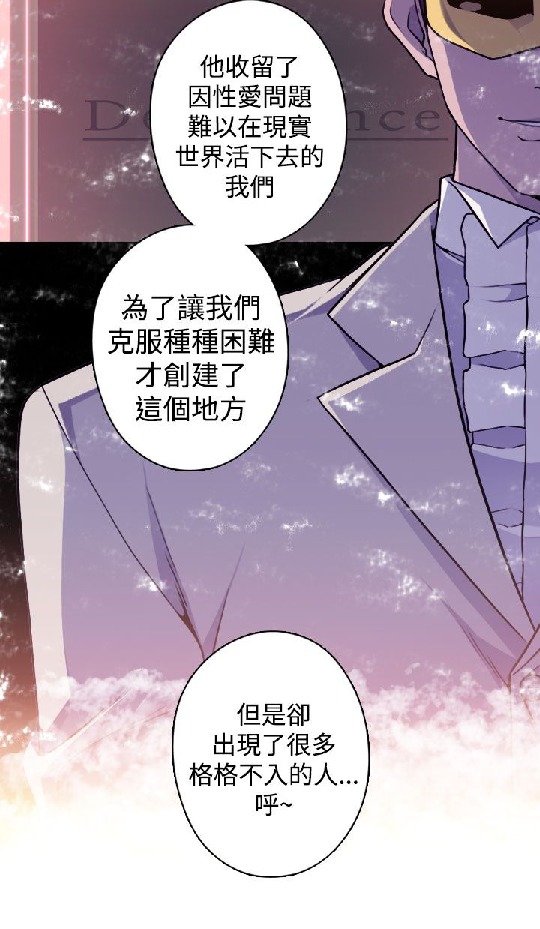 他收留了
因性愛問題
難以在現實
世界活下去的
我們
為了讓我們
克服種種困難
才創建了
這個地方
但是卻
出現了很多
格格不入的人...
呼~